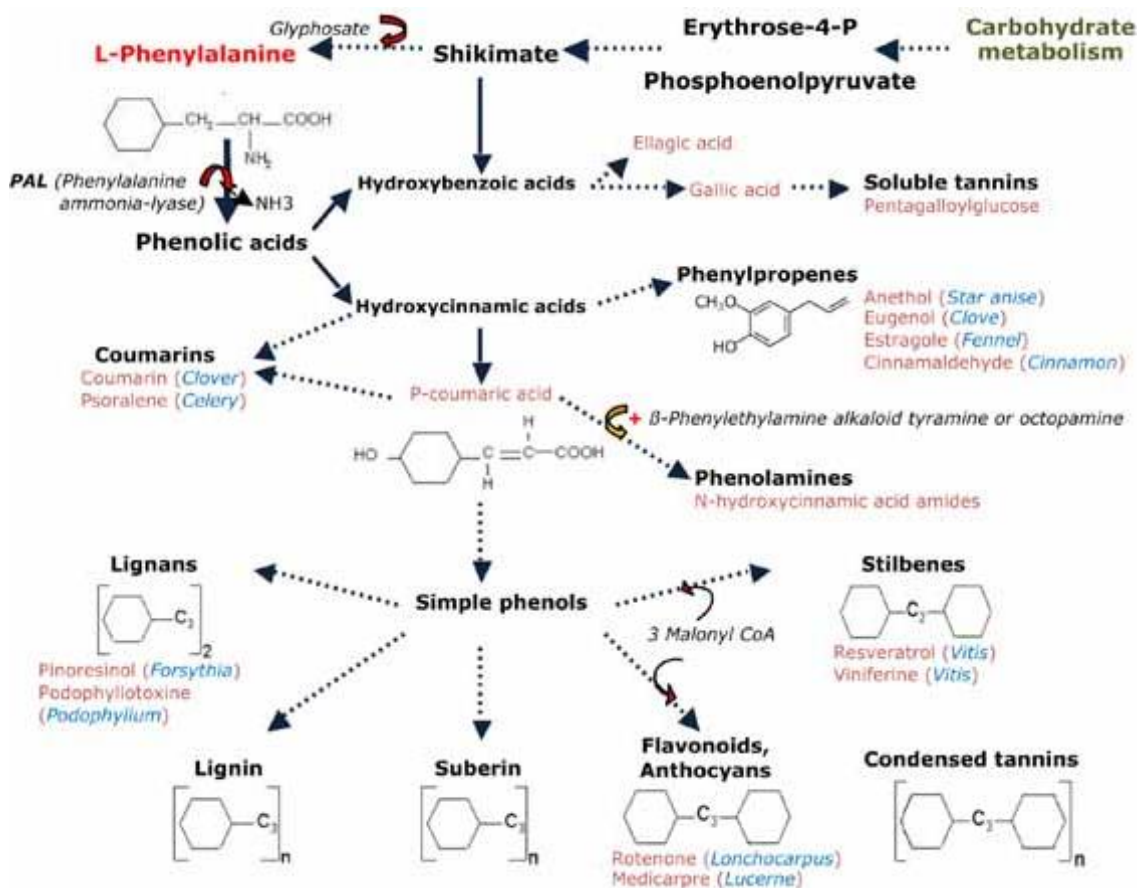 Glyphosate
L-Phenylalanine
Shikimate
Erythrose-4-P
Phosphoenolpyruvate
Carbohydrate
metabolism
CH2 CH COOH
NH2
PAL (Phenylalanine
ammonia-lyase)
NH3
Phenolic acids
Hydroxybenzoic acids
Ellagic acid
Gallic acid
Soluble tannins
Pentagalloylglucose
Hydroxycinnamic acids
Phenylpropenes
CH3O
HO
Anethol (Star anise)
Eugenol (Clove)
Estragole (Fennel)
Cinnamaldehyde (Cinnamon)
Coumarins
Coumarin (Clover)
Psoralene (Celery)
P-coumaric acid
+ ß-Phenylethylamine alkaloid tyramine or octopamine
H
HO C C COOH
H
Phenolamines
N-hydroxycinnamic acid amides
Lignans
C3
2
Pinoresinol (Forsythia)
Podophyllotoxine
(Podophyllum)
Simple phenols
3 Malonyl CoA
Stilbenes
C2
Resveratrol (Vitis)
Viniferine (Vitis)
Lignin
C3
n
Suberin
C3
n
Flavonoids,
Anthocyans
C3
Rotenone (Lonchocarpus)
Medicarpre (Lucerne)
Condensed tannins
C3
n